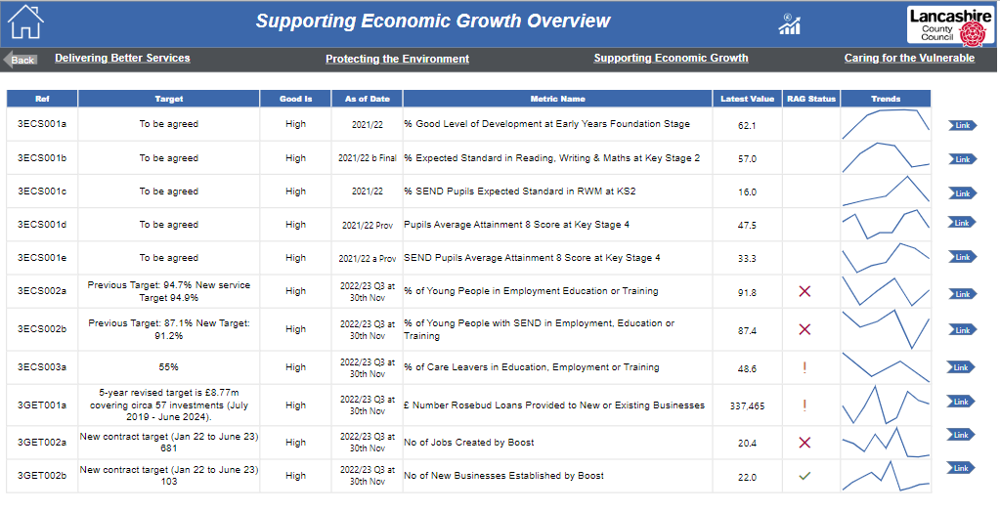 Supporting Economic Growth Overview
Lancashire
County
Council
Back
Delivering Better Services
Protecting the Environment
Supporting Economic Growth
Caring for the Vulnerable
Ref Target Good Is As of Date Metric Name Latest Value RAG Status Trends
3ECS001a To be agreed High 2021/22 % Good Level of Development at Early Years Foundation Stage 62.1 Link
3ECS001b To be agreed High 2021/22 b Final % Expected Standard in Reading, Writing & Maths at Key Stage 2 57.0 Link
3ECS001c To be agreed High 2021/22 % SEND Pupils Expected Standard in RWM at KS2 16.0 Link
3ECS001d To be agreed High 2021/22 Prov Pupils Average Attainment 8 Score at Key Stage 4 47.5 Link
3ECS001e To be agreed High 2021/22 a Prov SEND Pupils Average Attainment 8 Score at Key Stage 4 33.3 Link
3ECS002a
Previous Target: 94.7% New service
Target 94.9%
High
2022/23 Q3 at
30th Nov
% of Young People in Employment Education or Training
91.8
Link
3ECS002b
Previous Target: 87.1% New Target:
91.2%
High
2022/23 Q3 at
30th Nov
% of Young People with SEND in Employment, Education or
Training
87.4
Link
3ECS003a
55%
High
2022/23 Q3 at
30th Nov
% of Care Leavers in Education, Employment or Training
48.6
!
Link
3GET001a
5-year revised target is £8.77m
covering circa 57 investments (July
2019 - June 2024).
High
2022/23 Q3 at
30th Nov
£ Number Rosebud Loans Provided to New or Existing Businesses
337,465
!
Link
3GET002a
New contract target (Jan 22 to June 23)
681
High
2022/23 Q3 at
30th Nov
No of Jobs Created by Boost
20.4
Link
3GET002b
New contract target (Jan 22 to June 23)
103
High
2022/23 Q3 at
30th Nov
No of New Businesses Established by Boost
22.0
Link